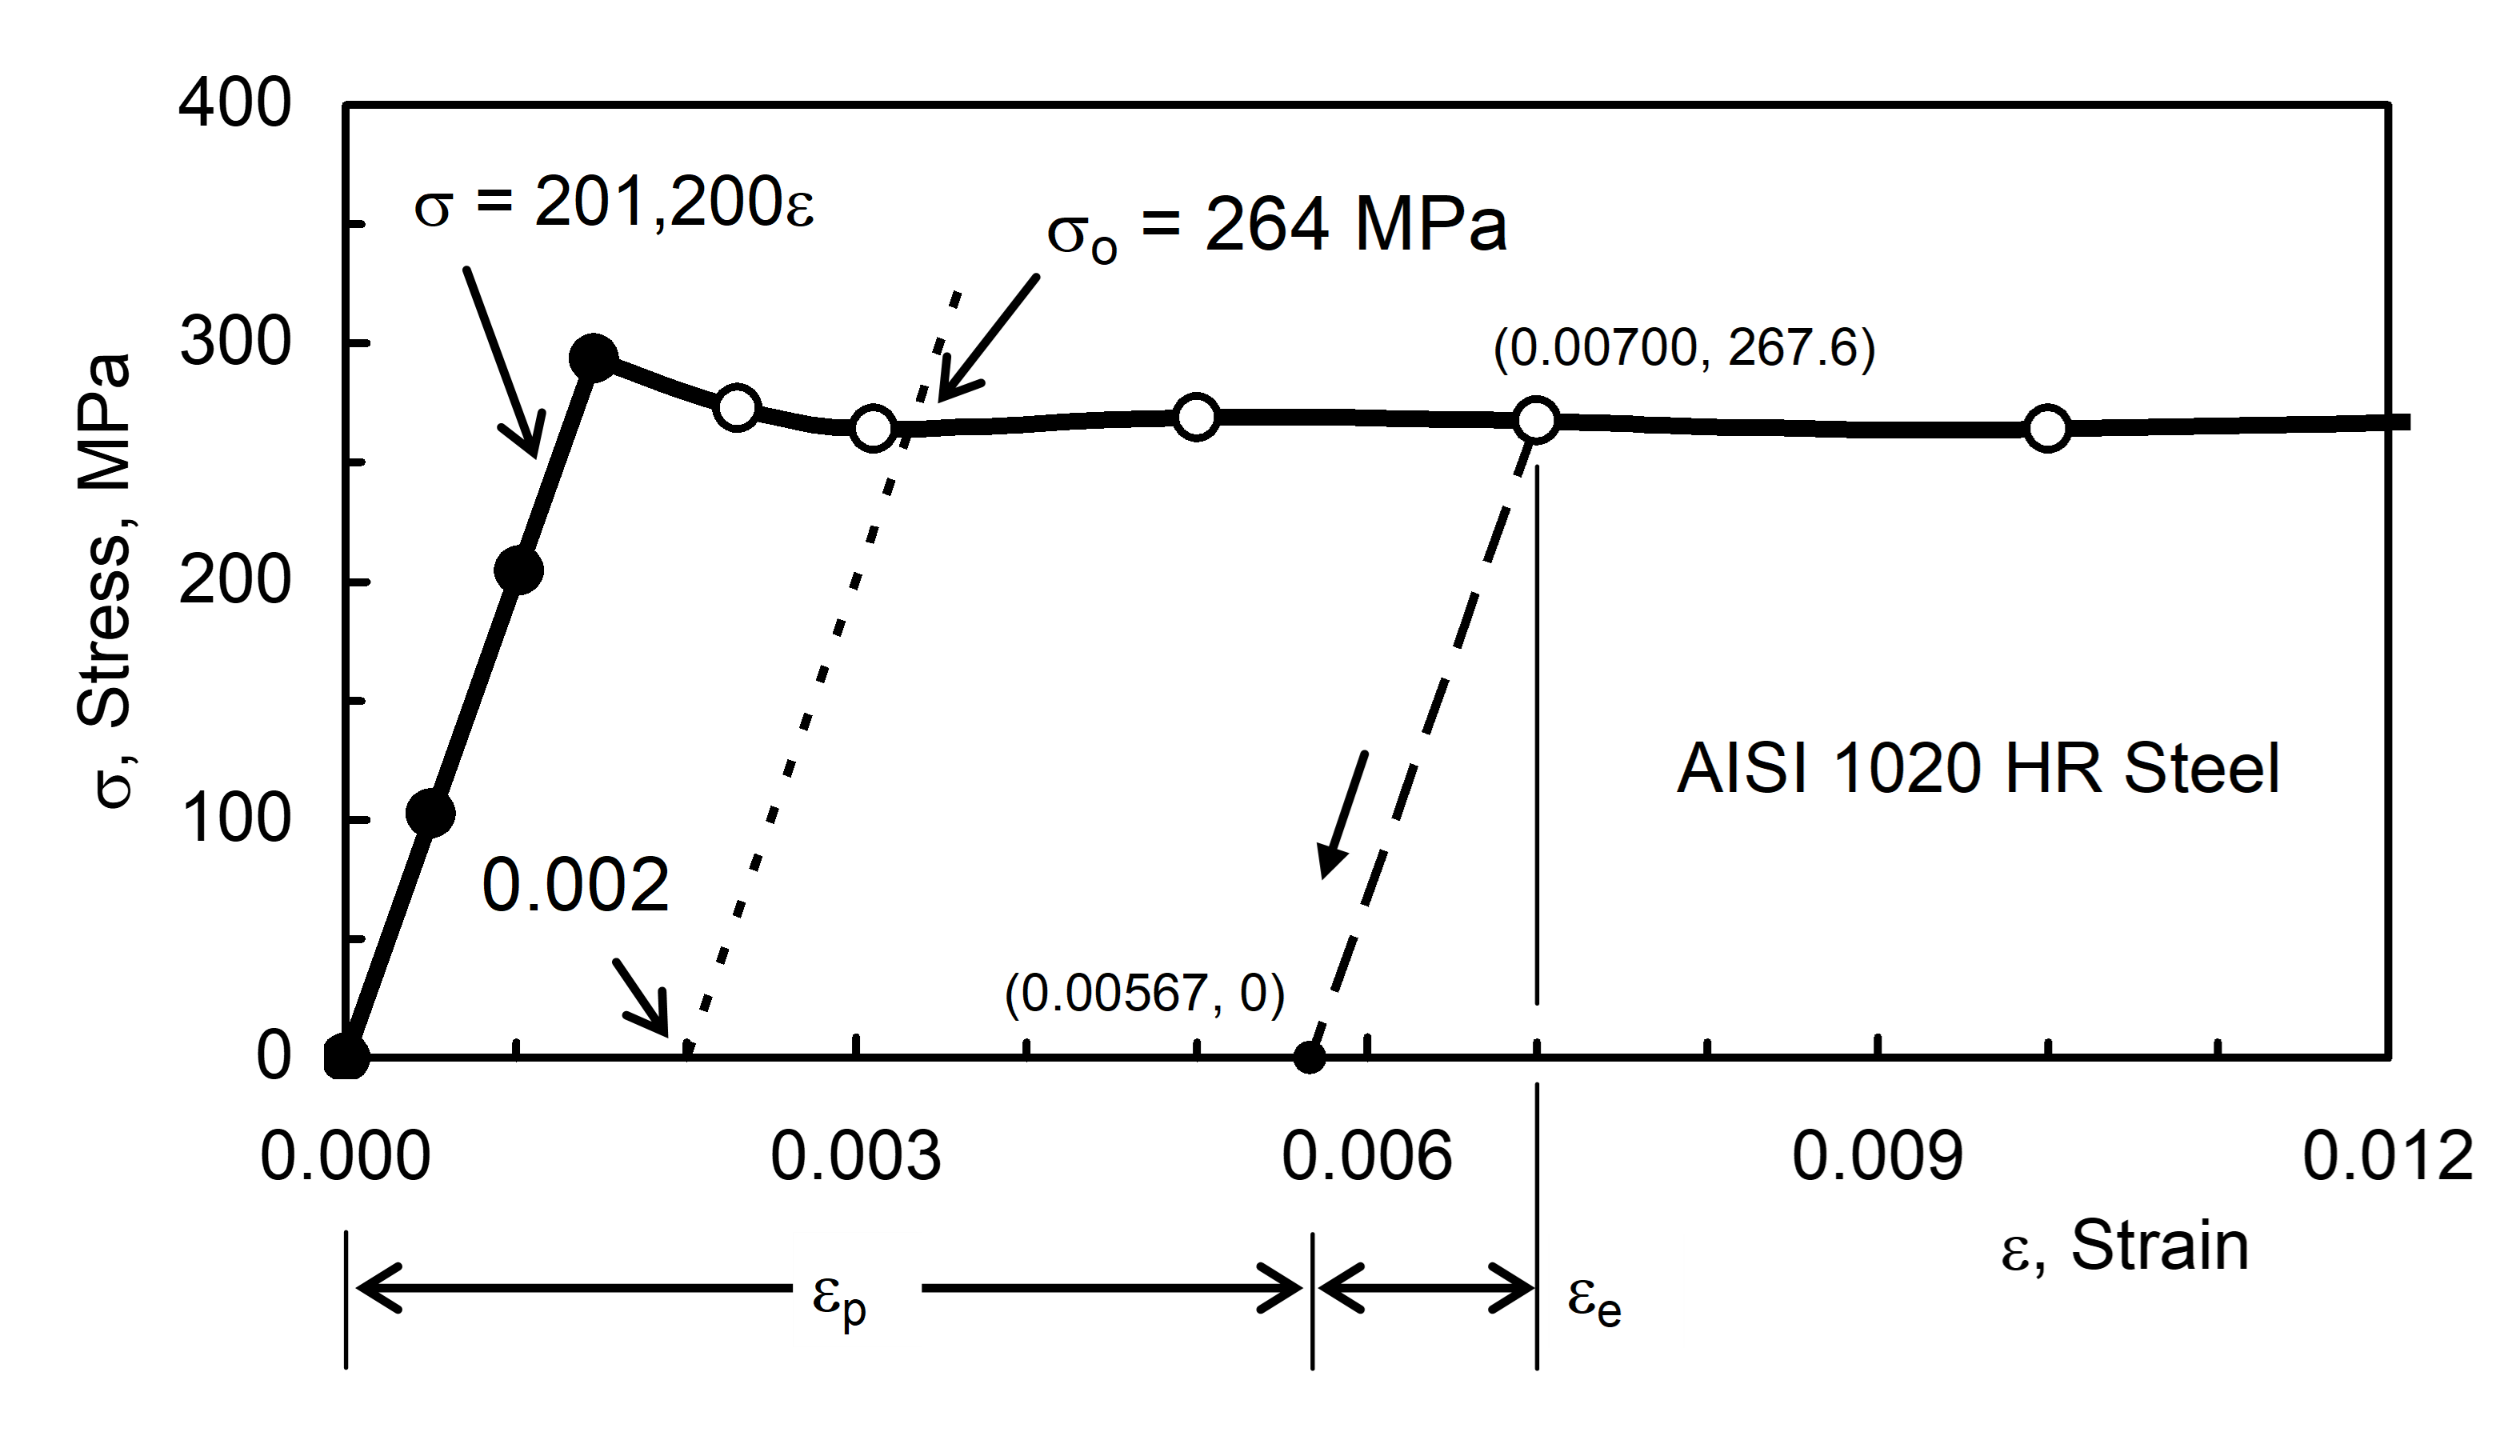 400
σ = 201,200ε
σo = 264 MPa
300
(0.00700, 267.6)
σ, Stress, MPa
200
AISI 1020 HR Steel
100
0.002
(0.00567, 0)
0
0.000 0.003 0.006 0.009 0.012
ε, Strain
εp εe